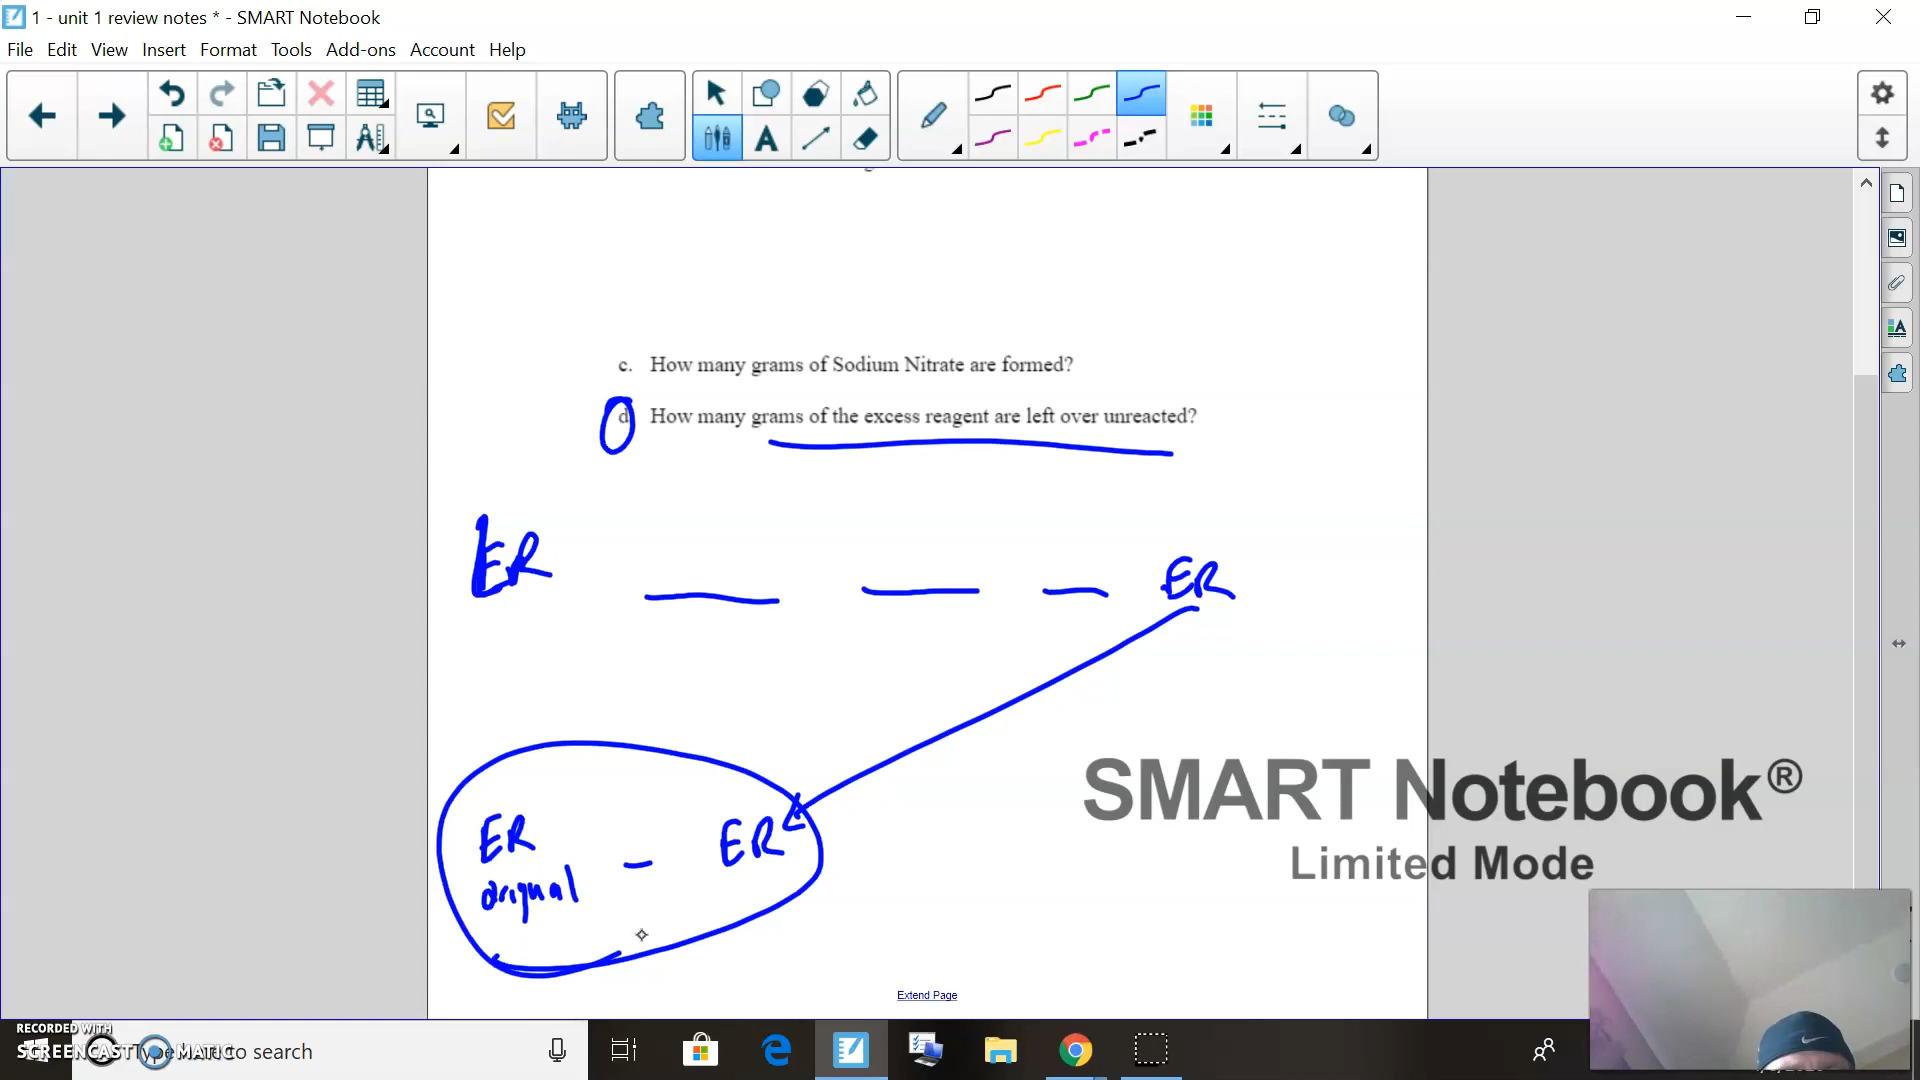 1 - unit 1 review notes * - SMART Notebook
File Edit View Insert Format Tools Add-ons Account Help
c. How many grams of Sodium Nitrate are formed?
d. How many grams of the excess reagent are left over unreacted?
ER ER
SMART Notebook®
Limited Mode
ER - ER
original
Extend Page
RECORDED WITH
SCREENCAST MATIC
to search